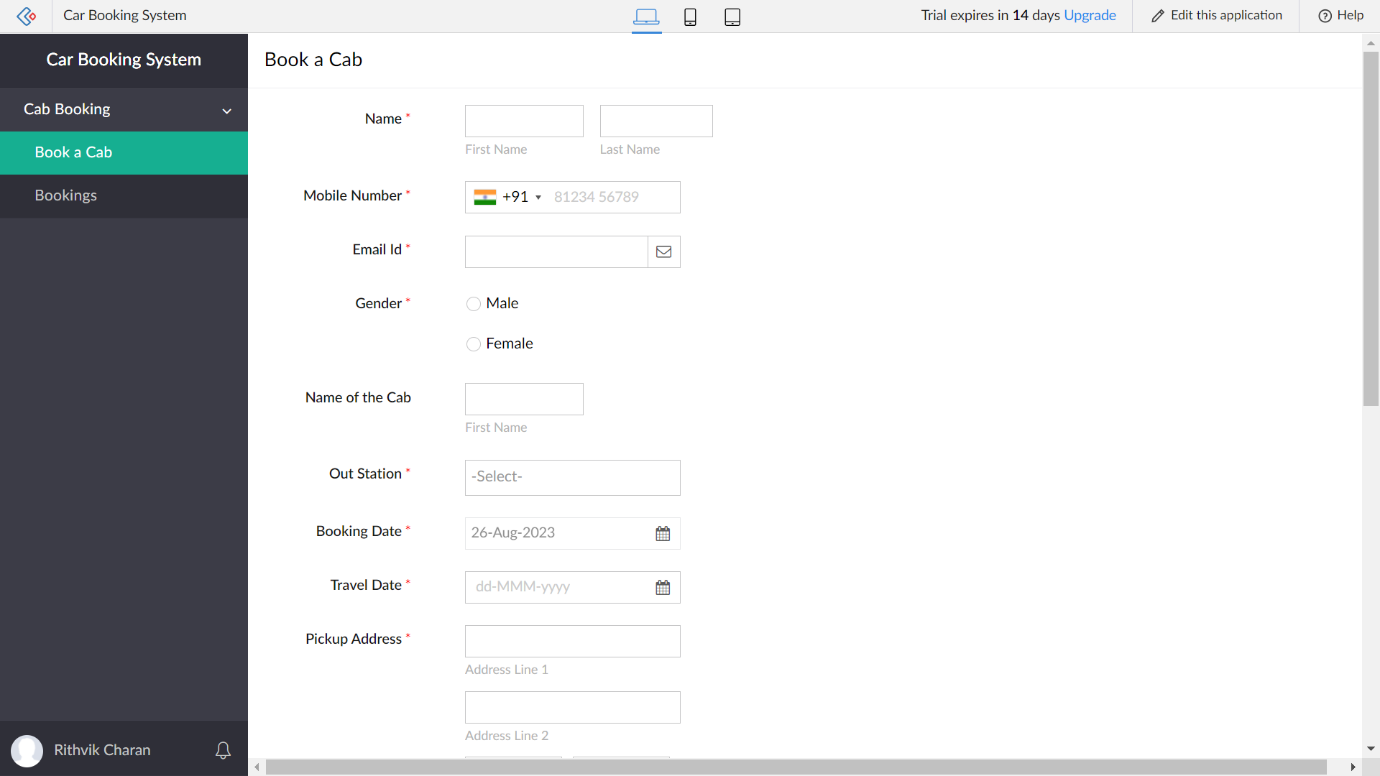 Car Booking System
Trial expires in 14 days Upgrade
Edit this application
Help
Car Booking System
Cab Booking
Book a Cab
Bookings
Rithvik Charan
Book a Cab
Name *
First Name
Last Name
Mobile Number *
+91
81234 56789
Email Id *
Gender *
Male
Female
Name of the Cab
First Name
Out Station *
-Select-
Booking Date *
26-Aug-2023
Travel Date *
dd-MMM-yyyy
Pickup Address *
Address Line 1
Address Line 2